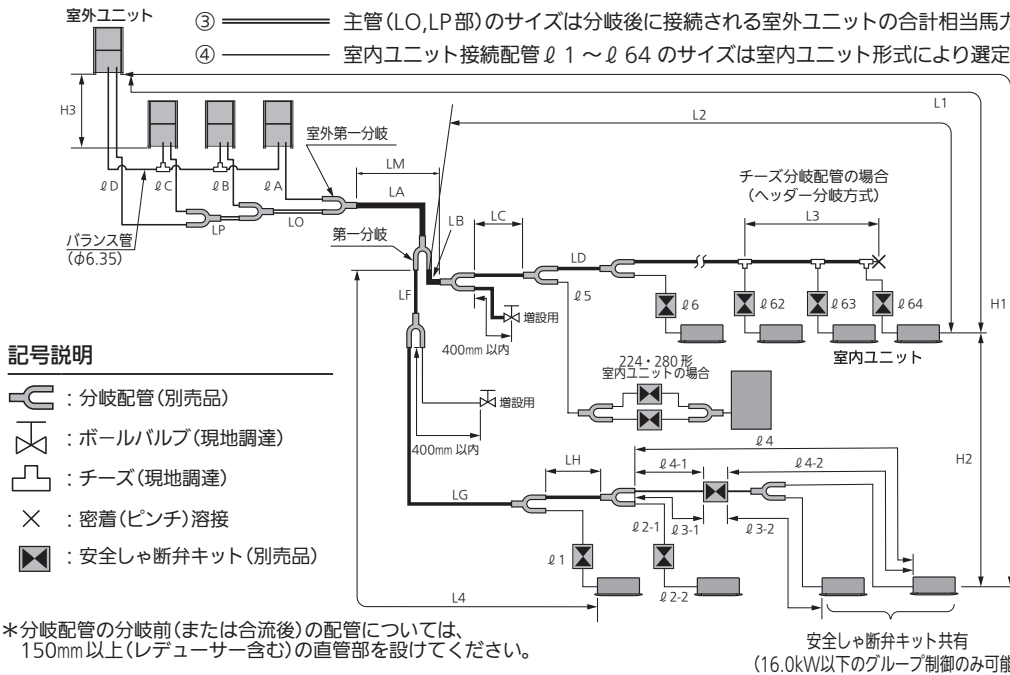 室外ユニット
③ 主管(LO,LP部)のサイズは分岐後に接続される室外ユニットの合計相当馬力
④ 室内ユニット接続配管ℓ1～ℓ64のサイズは室内ユニット形式により選定
H3
L1
L2
室外第一分岐
LM
LA
ℓD
ℓC
ℓB
ℓA
チーズ分岐配管の場合
(ヘッダー分岐方式)
L3
LP
LO
バランス管
(φ6.35)
第一分岐
LB
LC
LD
LF
ℓ5
ℓ6
ℓ62
ℓ63
ℓ64
H1
増設用
400mm 以内
室内ユニット
224・280形
室内ユニットの場合
増設用
400mm 以内
記号説明
：分岐配管(別売品)
：ボールバルブ(現地調達)
：チーズ(現地調達)
：密着(ピンチ)溶接
：安全しゃ断弁キット(別売品)
ℓ4
H2
LH
ℓ4-1
ℓ4-2
LG
ℓ2-1
ℓ3-1
ℓ3-2
ℓ1
ℓ2-2
L4
安全しゃ断弁キット共有
(16.0kW以下のグループ制御のみ可能
＊分岐配管の分岐前(または合流後)の配管については、
150mm以上(レデューサー含む)の直管部を設けてください。